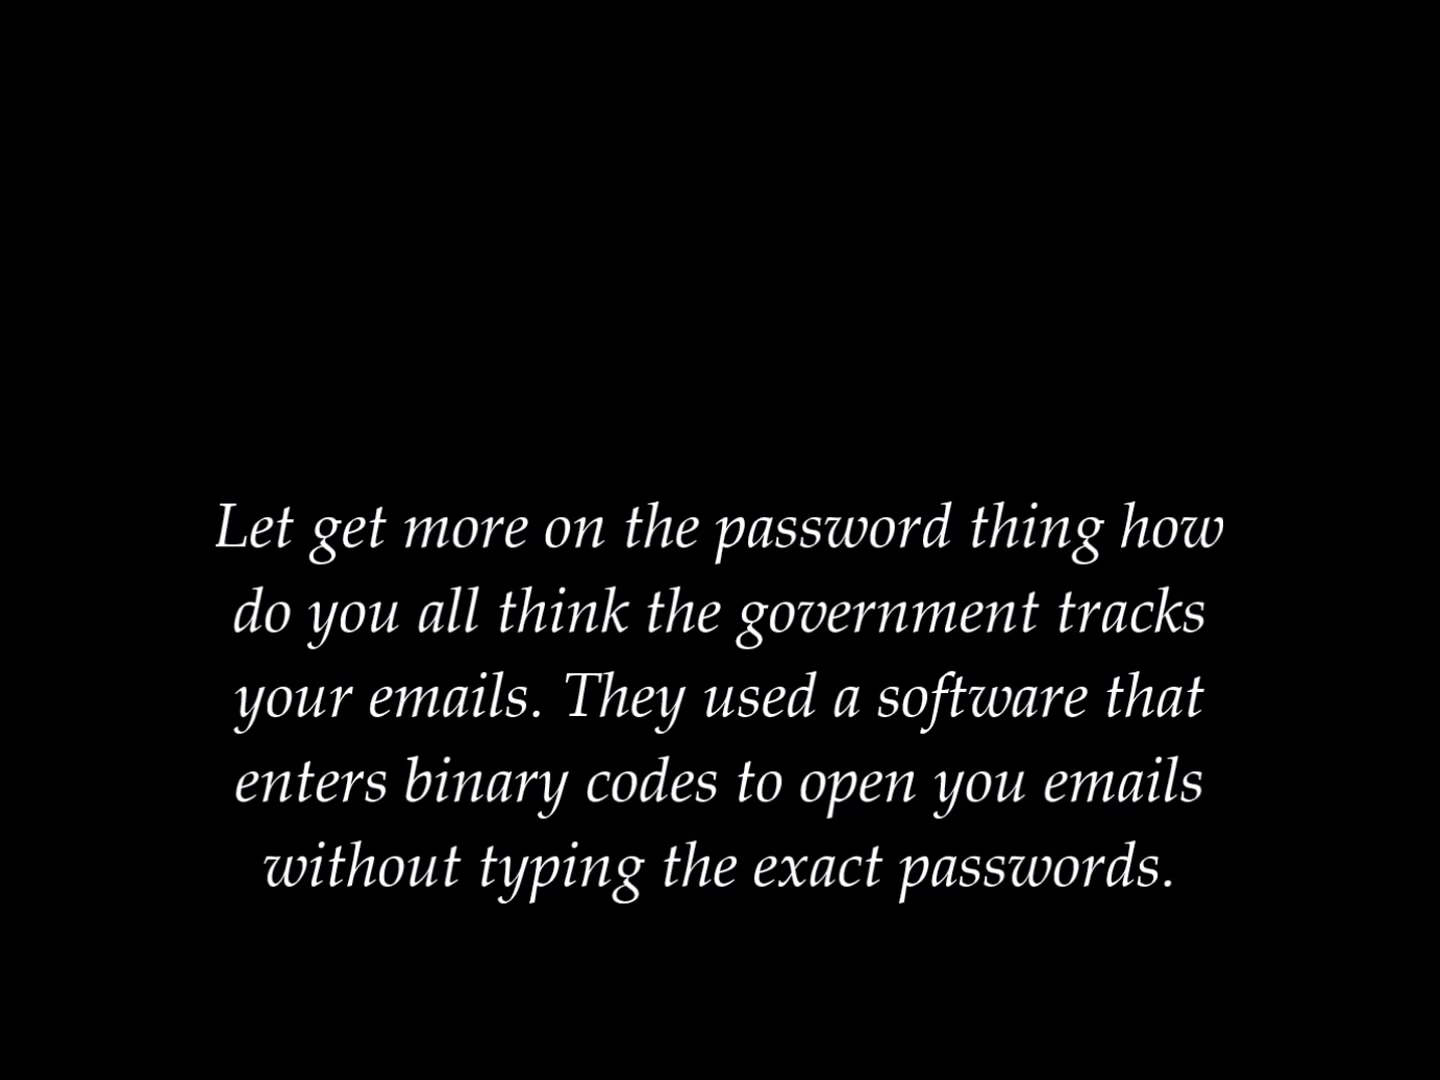 Let get more on the password thing how
do you all think the government tracks
your emails. They used a software that
enters binary codes to open you emails
without typing the exact passwords.